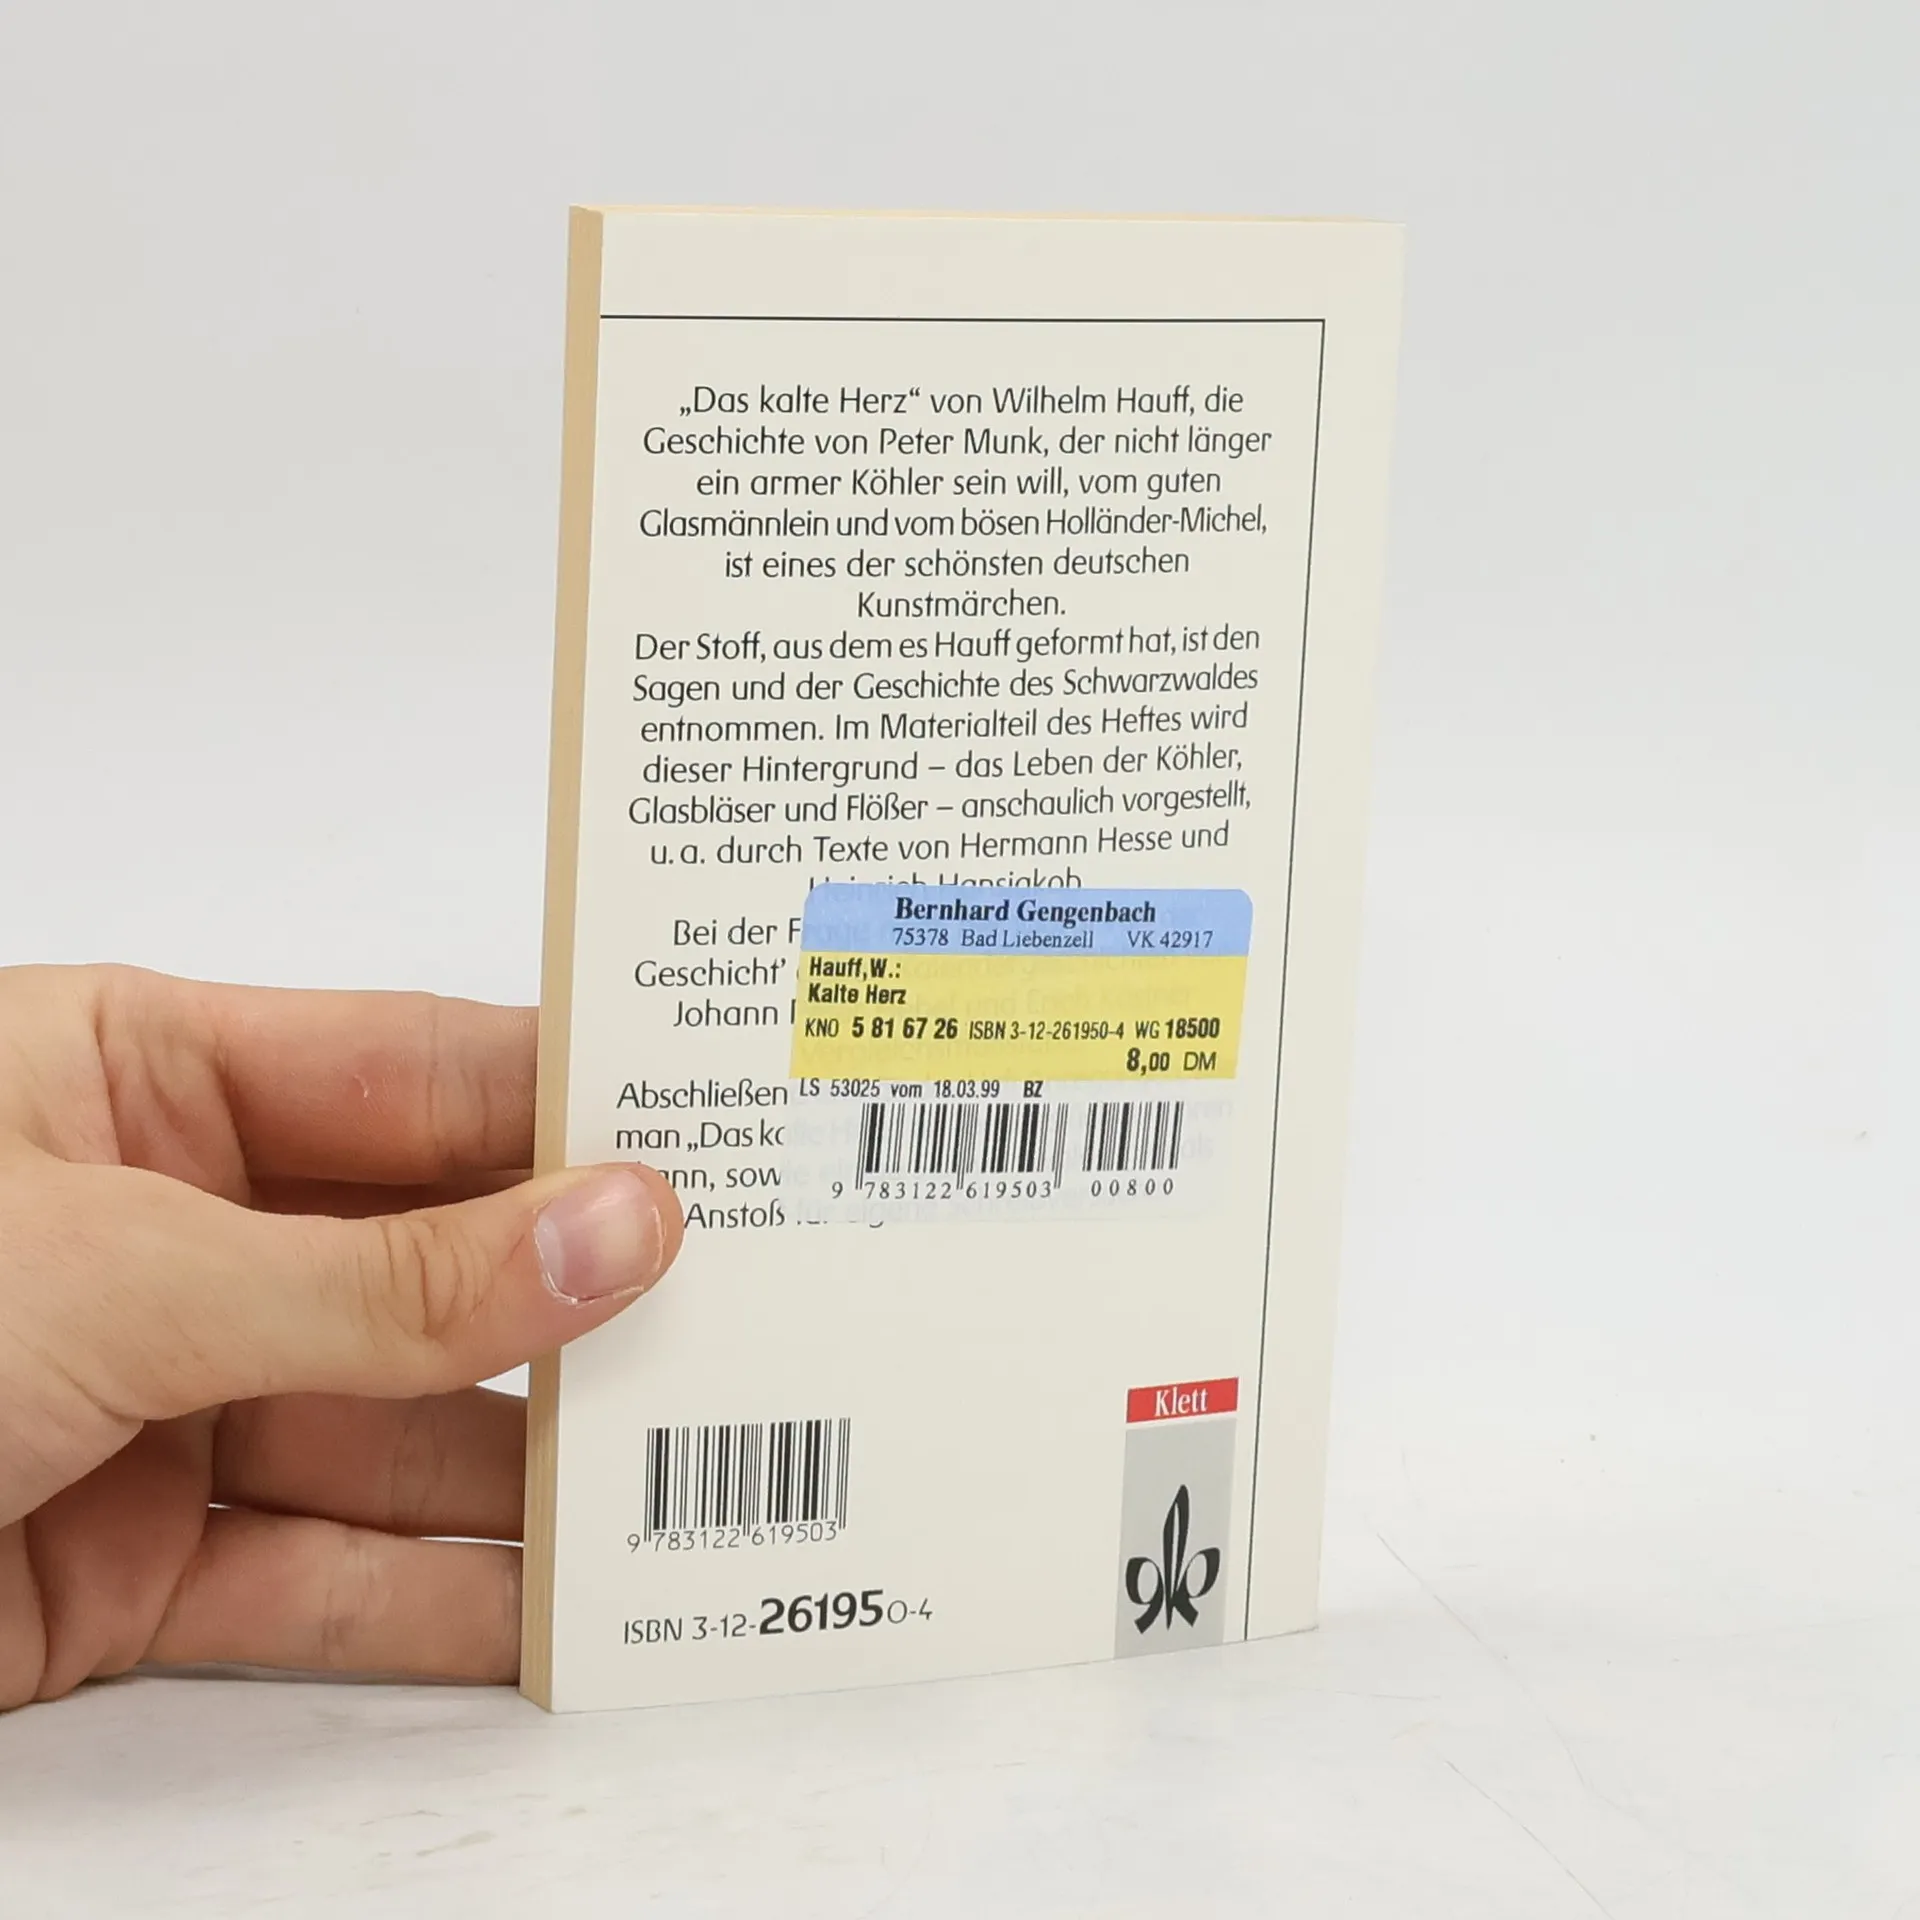 „Das kalte Herz“ von Wilhelm Hauff, die
Geschichte von Peter Munk, der nicht länger
ein armer Köhler sein will, vom guten
Glasmännlein und vom bösen Holländer-Michel,
ist eines der schönsten deutschen
Kunstmärchen.
Der Stoff, aus dem es Hauff geformt hat, ist den
Sagen und der Geschichte des Schwarzwaldes
entnommen. Im Materialteil des Heftes wird
dieser Hintergrund – das Leben der Köhler,
Glasbläser und Flößer – anschaulich vorgestellt,
u. a. durch Texte von Hermann Hesse und
Heinrich Hansjakob
Bei der Frage
Geschicht'
Johann
Abschließen
man „Das
sow
Anstoß
Bernhard Gengenbach
75378 Bad Liebenzell VK 42917
Hauff,W.:
Kalte Herz
KNO 5 81 67 26 ISBN 3-12-261950-4 WG 18500
8,00 DM
LS 53025 vom 18.03.99 BZ
9 783122 619503 00800
Klett
9 783122 619503
ISBN 3-12-261950-4